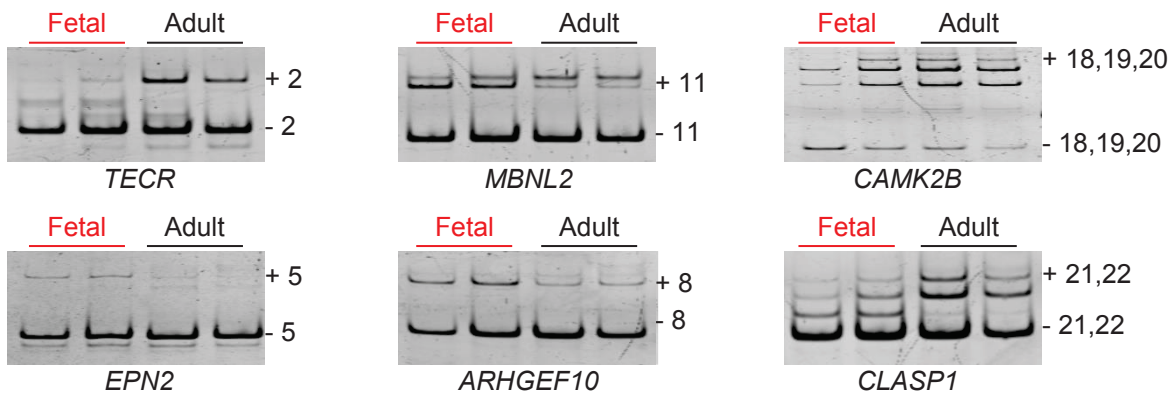 Fetal Adult
+ 2
- 2
TECR
Fetal Adult
+ 11
- 11
MBNL2
Fetal Adult
+ 18,19,20
- 18,19,20
CAMK2B
Fetal Adult
+ 5
- 5
EPN2
Fetal Adult
+ 8
- 8
ARHGEF10
Fetal Adult
+ 21,22
- 21,22
CLASP1